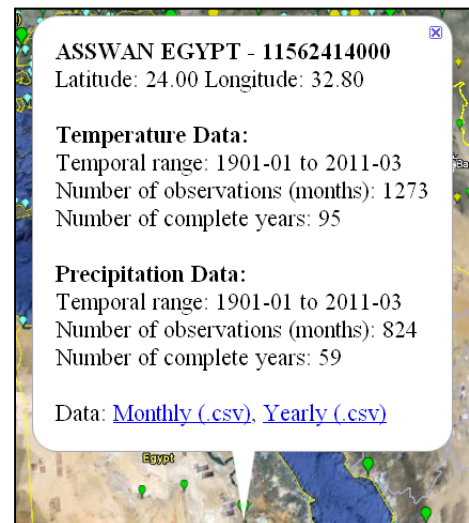 ASSWAN EGYPT - 11562414000
Latitude: 24.00 Longitude: 32.80
Temperature Data:
Temporal range: 1901-01 to 2011-03
Number of observations (months): 1273
Number of complete years: 95
Precipitation Data:
Temporal range: 1901-01 to 2011-03
Number of observations (months): 824
Number of complete years: 59
Data: Monthly (.csv), Yearly (.csv)
Egypt